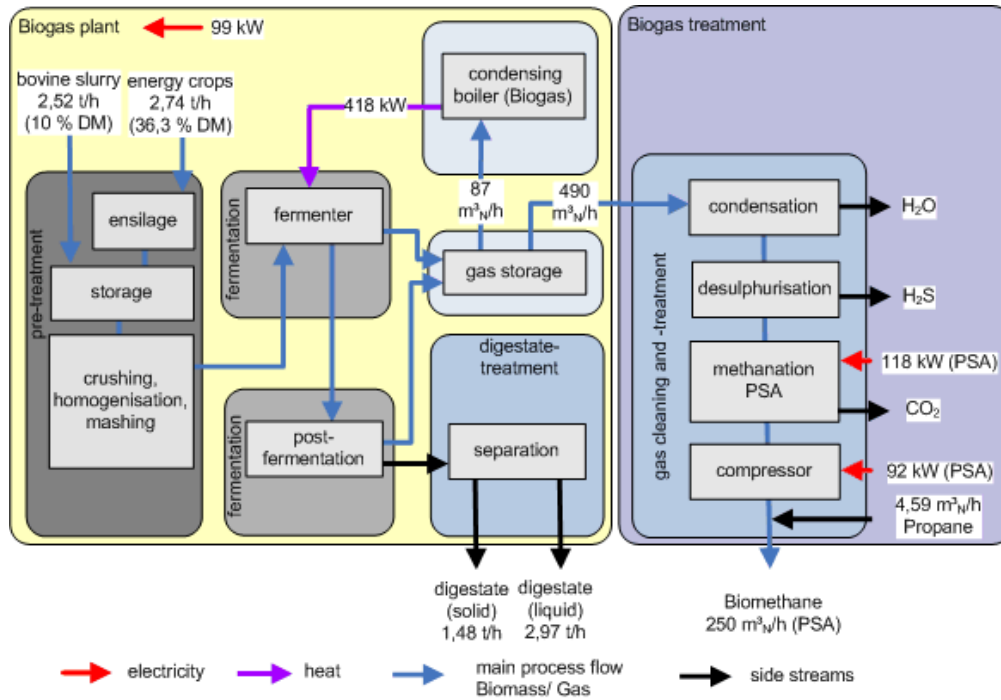 Biogas plant
99 kW
Biogas treatment
bovine slurry
2,52 t/h
(10 % DM)
energy crops
2,74 t/h
(36,3 % DM)
418 kW
condensing
boiler (Biogas)
87
m³N/h
490
m³N/h
pre-treatment
ensilage
storage
crushing,
homogenisation,
mashing
fermentation
fermenter
gas storage
fermentation
post-
fermentation
digestate-
treatment
separation
gas cleaning and -treatment
condensation
H₂O
desulphurisation
H₂S
methanation
PSA
118 kW (PSA)
CO₂
compressor
92 kW (PSA)
4,59 m³N/h
Propane
digestate
(solid)
1,48 t/h
digestate
(liquid)
2,97 t/h
Biomethane
250 m³N/h (PSA)
electricity
heat
main process flow
Biomass/ Gas
side streams